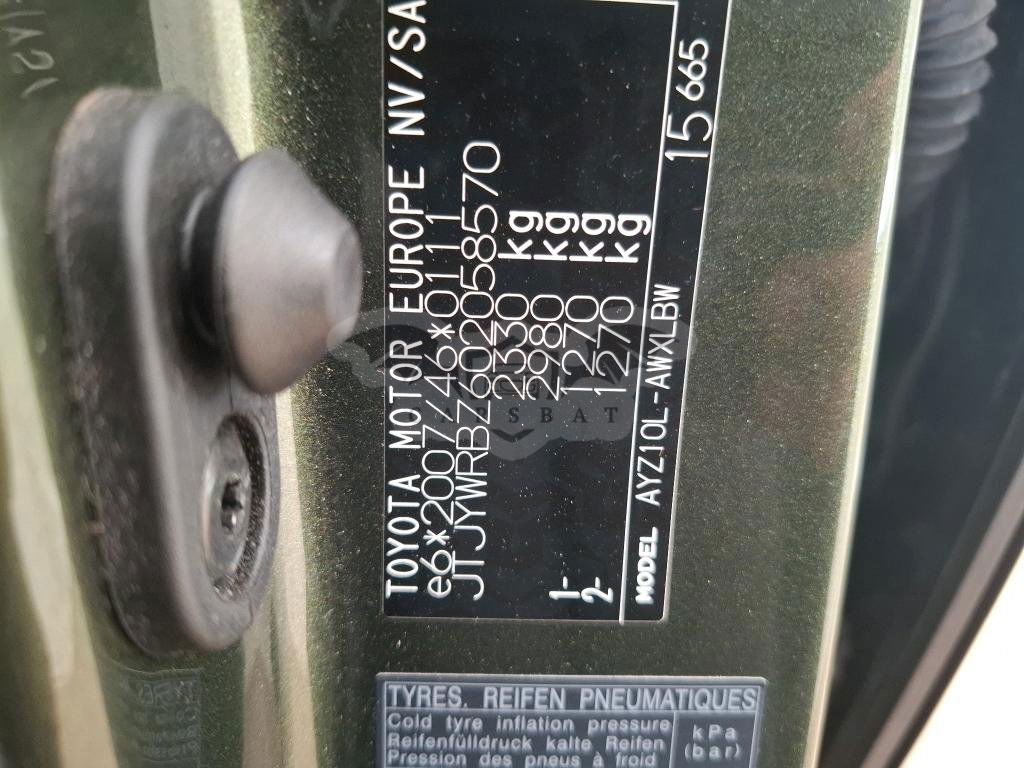 TOYOTA MOTOR EUROPE NV/SA
e6*2007/46*0111
JTJYWRBZ602058570
2330 kg
2980 kg
1- 1270 kg
2- 1270 kg
MODEL AYZ10L-AWXLBW
15 665
ARSBAT
TYRES. REIFEN PNEUMATIQUES
Cold tyre inflation pressure
Reifenfülldruck kalte Reifen
Pression des pneus à froid
kPa
(bar)